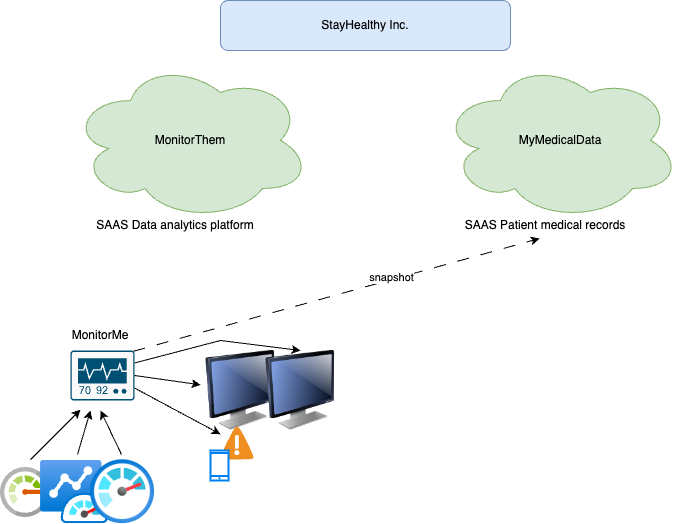 StayHealthy Inc.
MonitorThem
MyMedicalData
SAAS Data analytics platform
SAAS Patient medical records
snapshot
MonitorMe
70 92